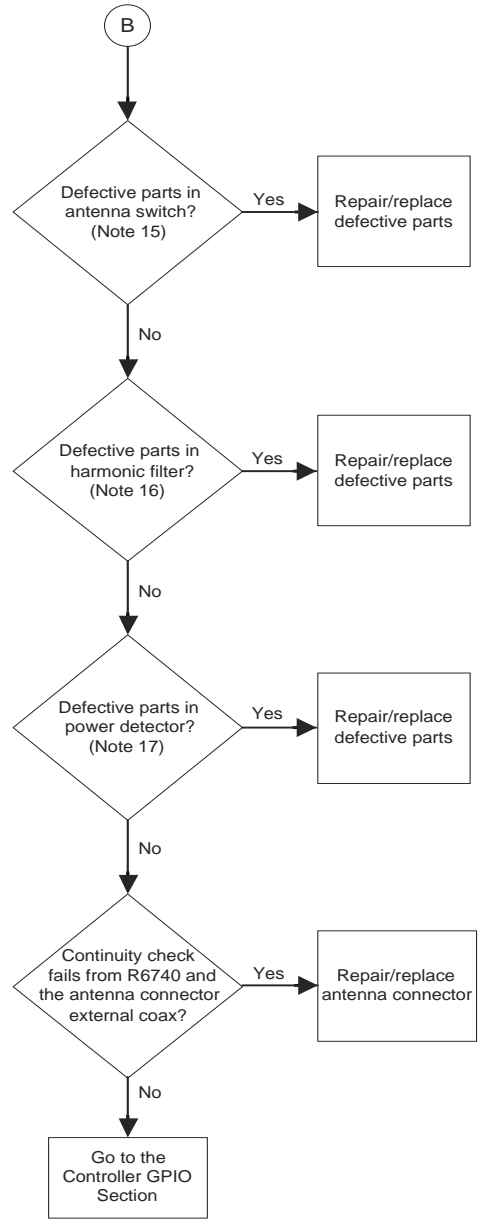 B
Defective parts in
antenna switch?
(Note 15)
Yes
Repair/replace
defective parts
No
Defective parts in
harmonic filter?
(Note 16)
Yes
Repair/replace
defective parts
No
Defective parts in
power detector?
(Note 17)
Yes
Repair/replace
defective parts
No
Continuity check
fails from R6740 and
the antenna connector
external coax?
Yes
Repair/replace
antenna connector
No
Go to the
Controller GPIO
Section